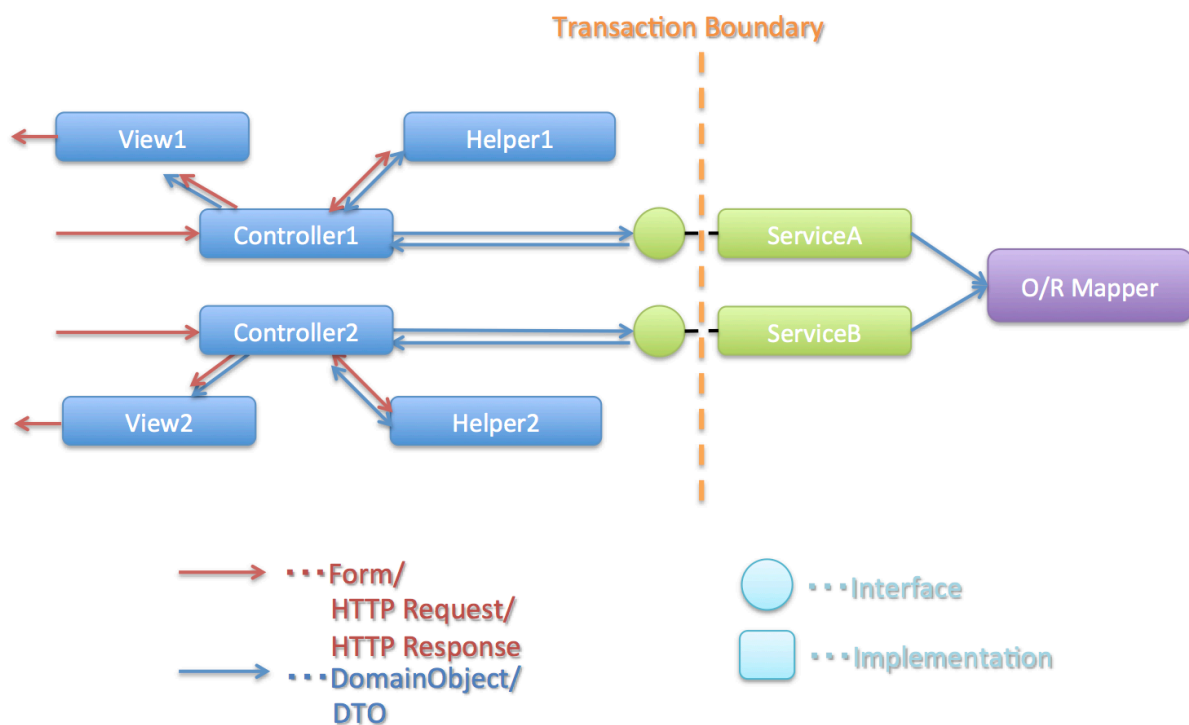 Transaction Boundary
View1
Helper1
Controller1
ServiceA
O/R Mapper
Controller2
ServiceB
View2
Helper2
···Form/
HTTP Request/
HTTP Response
···DomainObject/
DTO
···Interface
···Implementation